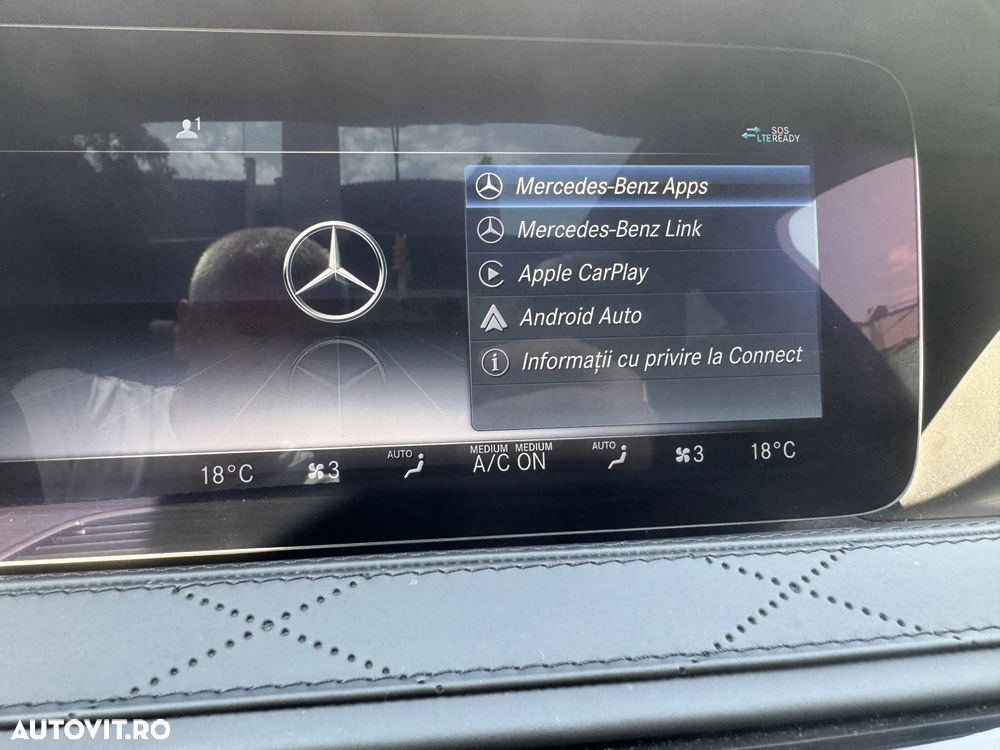 1
SOS
LTE READY
Mercedes-Benz Apps
Mercedes-Benz Link
Apple CarPlay
Android Auto
Informații cu privire la Connect
18°C
3
AUTO
MEDIUM MEDIUM
A/C ON
AUTO
3
18°C
AUTOVIT.RO